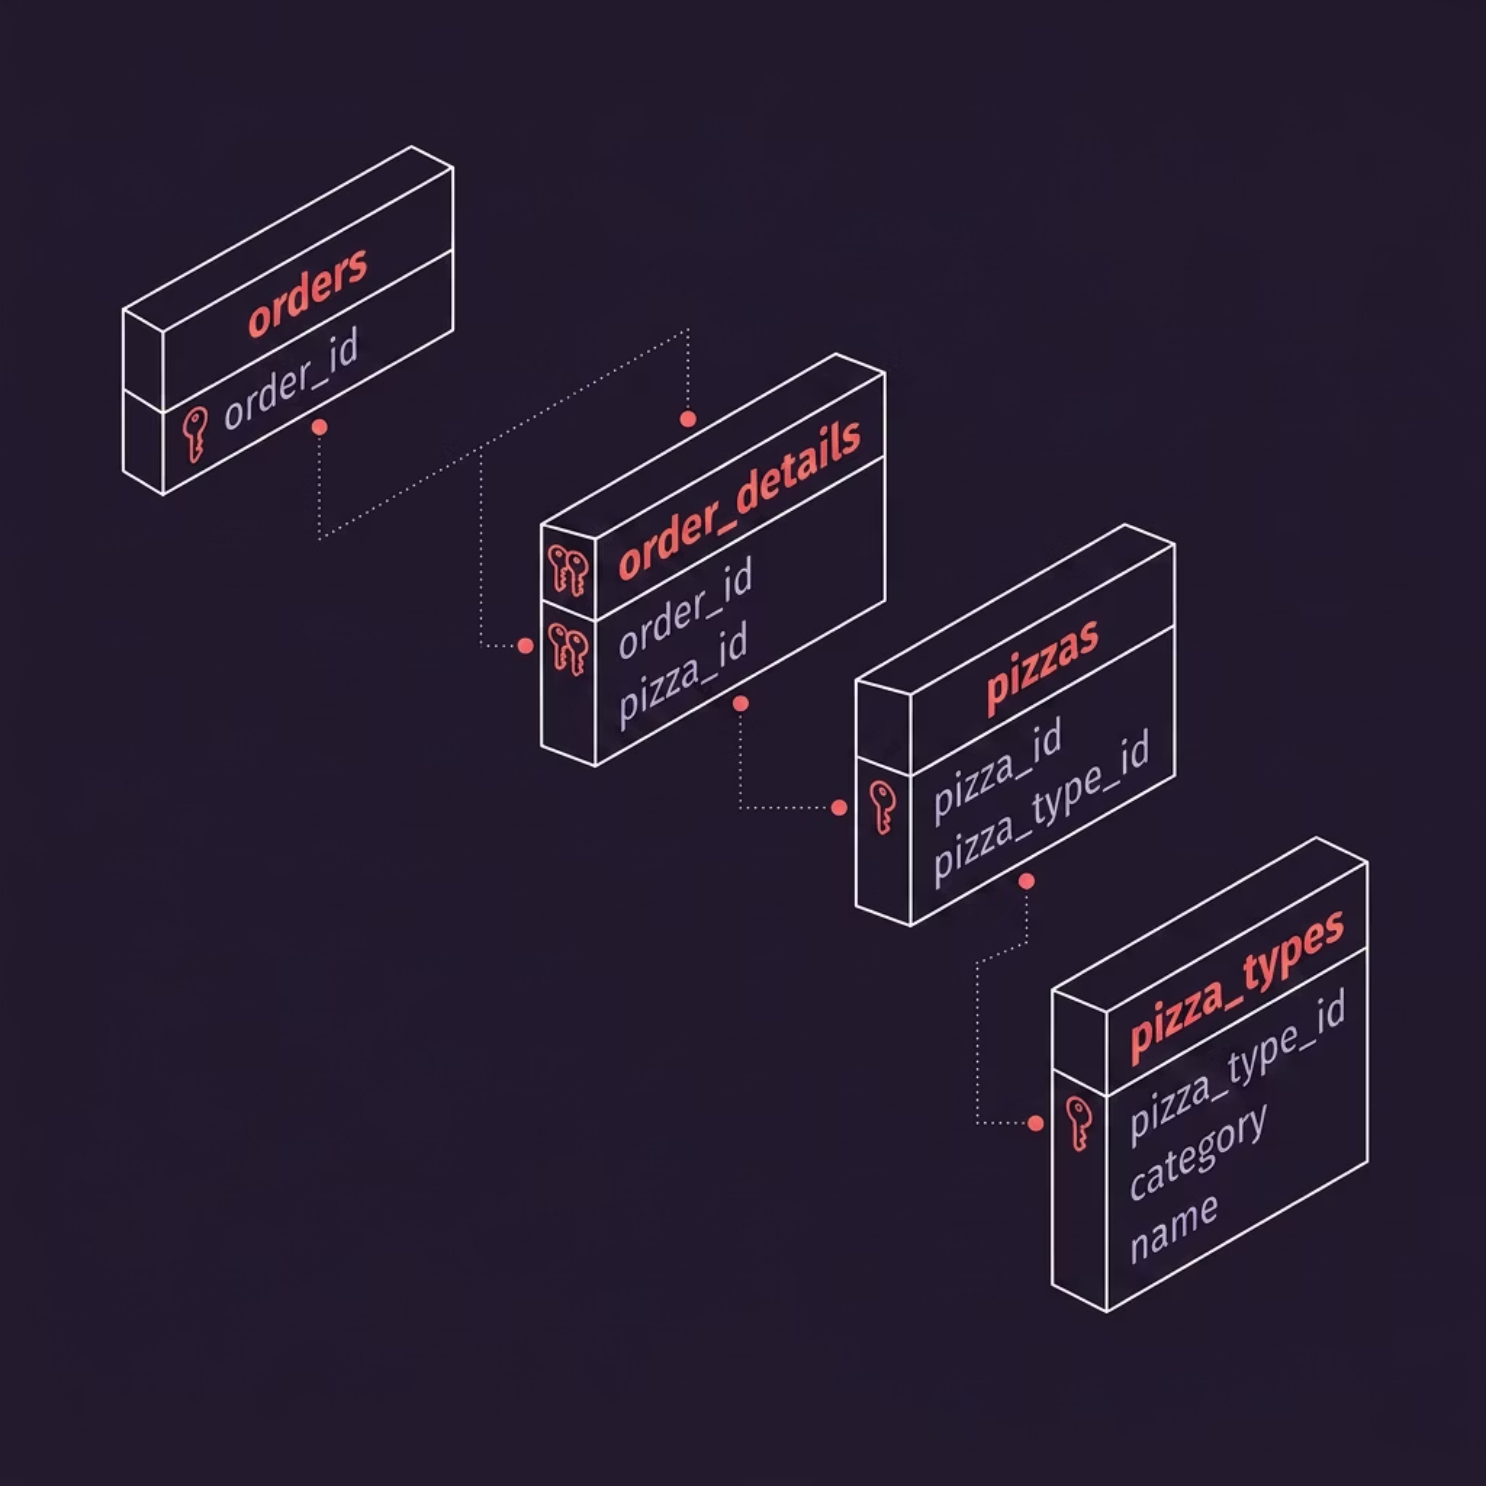 orders
order_id
order_details
order_id
pizza_id
pizzas
pizza_id
pizza_type_id
pizza_types
pizza_type_id
category
name